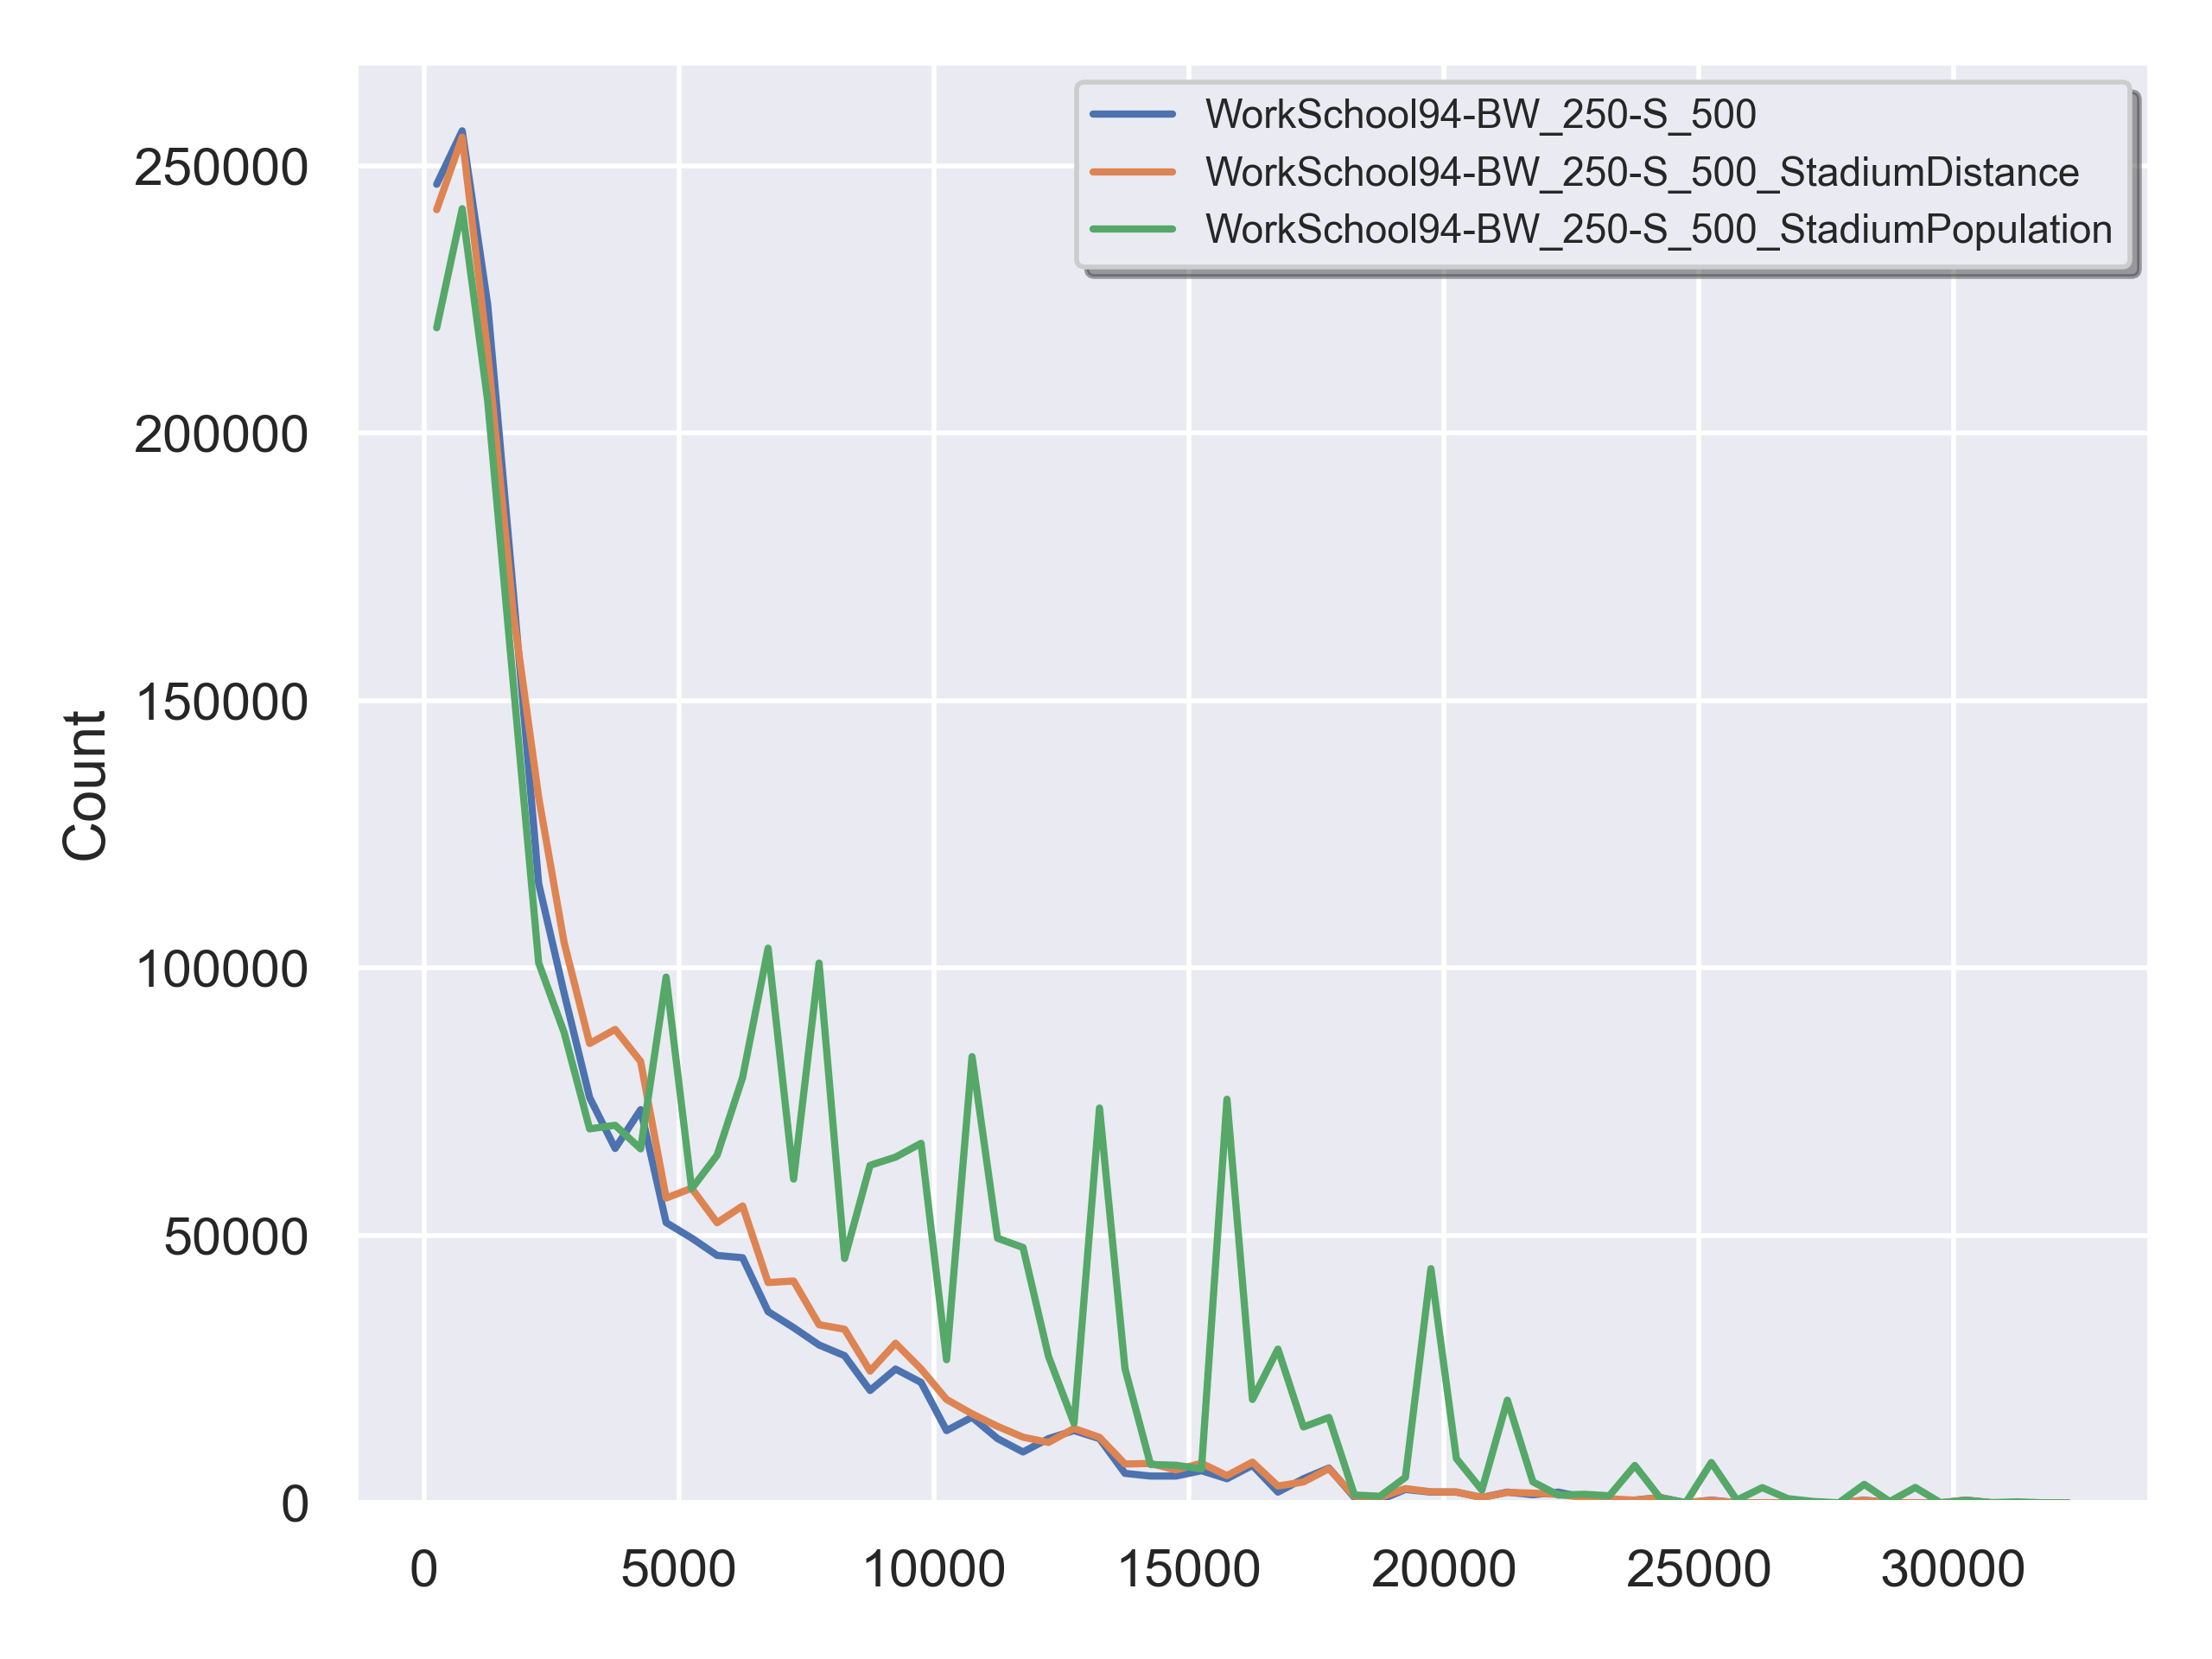 WorkSchool94-BW_250-S_500
WorkSchool94-BW_250-S_500_StadiumDistance
WorkSchool94-BW_250-S_500_StadiumPopulation
250000
200000
150000
100000
50000
0
Count
0 5000 10000 15000 20000 25000 30000